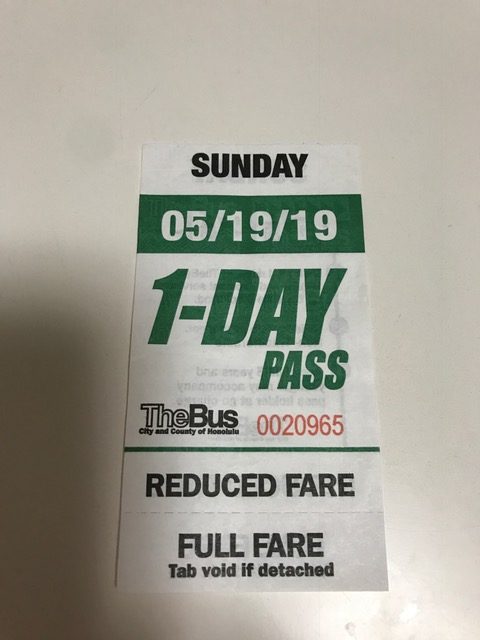 SUNDAY
05/19/19
1-DAY
PASS
TheBus 0020965
City and County of Honolulu
REDUCED FARE
FULL FARE
Tab void if detached